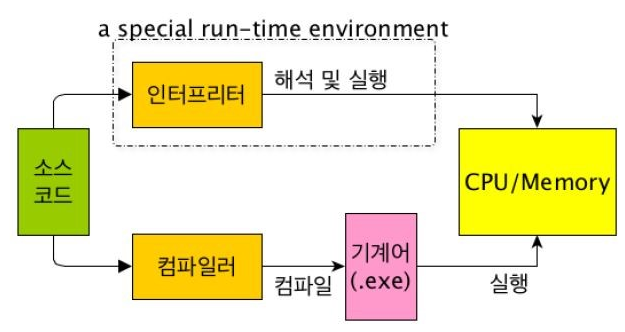 a special run-time environment
인터프리터
해석 및 실행
소스
코드
CPU/Memory
컴파일러
컴파일
기계어
(.exe)
실행